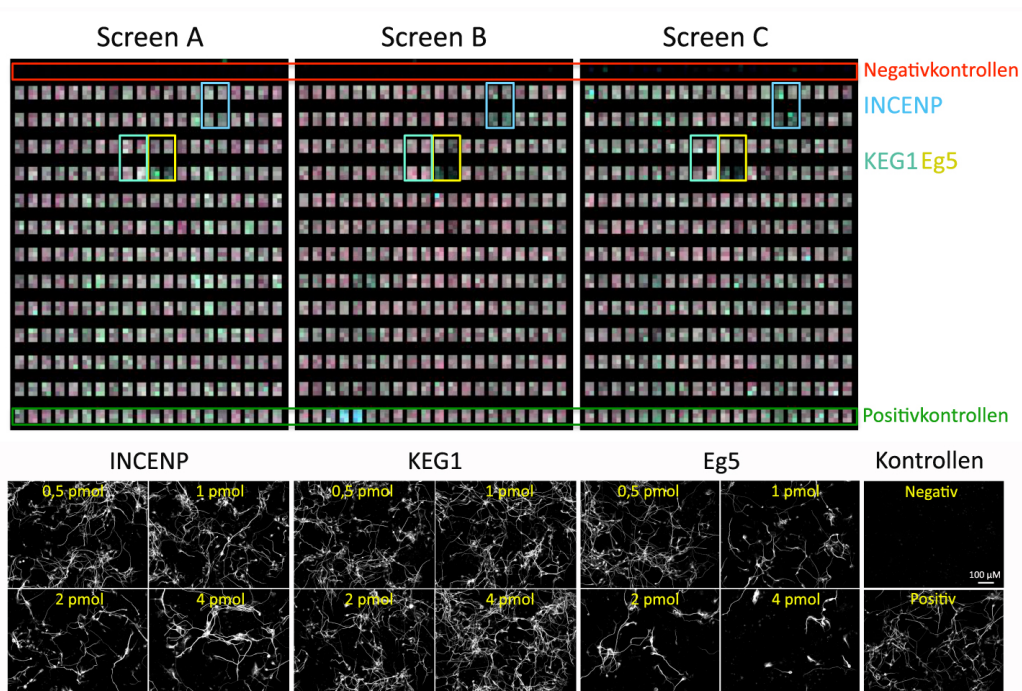 Screen A
Screen B
Screen C
Negativkontrollen
INCENP
KEG1 Eg5
Positivkontrollen
INCENP
KEG1
Eg5
Kontrollen
0,5 pmol
1 pmol
0,5 pmol
1 pmol
0,5 pmol
1 pmol
Negativ
100 µM
2 pmol
4 pmol
2 pmol
4 pmol
2 pmol
4 pmol
Positiv